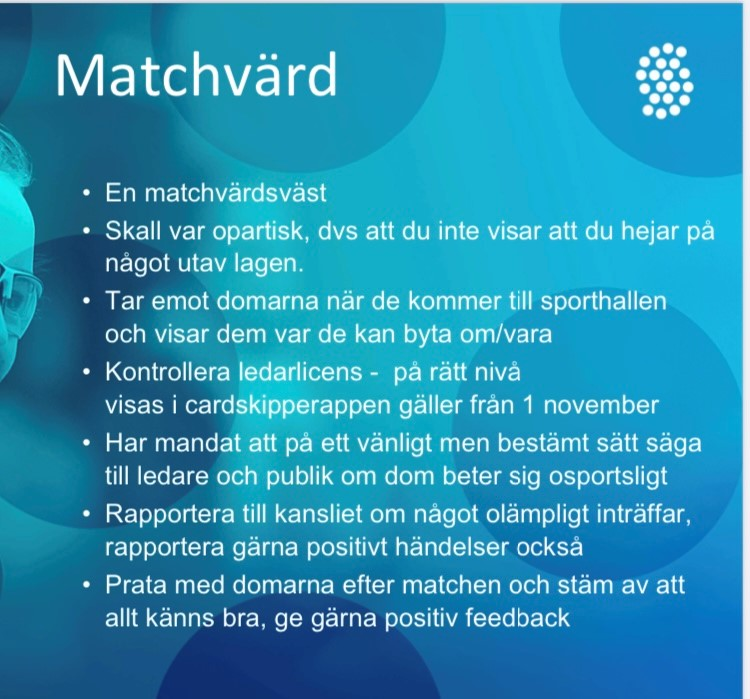 Matchvärd
• En matchvärdsväst
• Skall var opartisk, dvs att du inte visar att du hejar på
något utav lagen.
• Tar emot domarna när de kommer till sporthallen
och visar dem var de kan byta om/vara
• Kontrollera ledarlicens - på rätt nivå
visas i cardskipperappen gäller från 1 november
• Har mandat att på ett vänligt men bestämt sätt säga
till ledare och publik om dom beter sig osportsligt
• Rapportera till kansliet om något olämpligt inträffar,
rapportera gärna positivt händelser också
• Prata med domarna efter matchen och stäm av att
allt känns bra, ge gärna positiv feedback